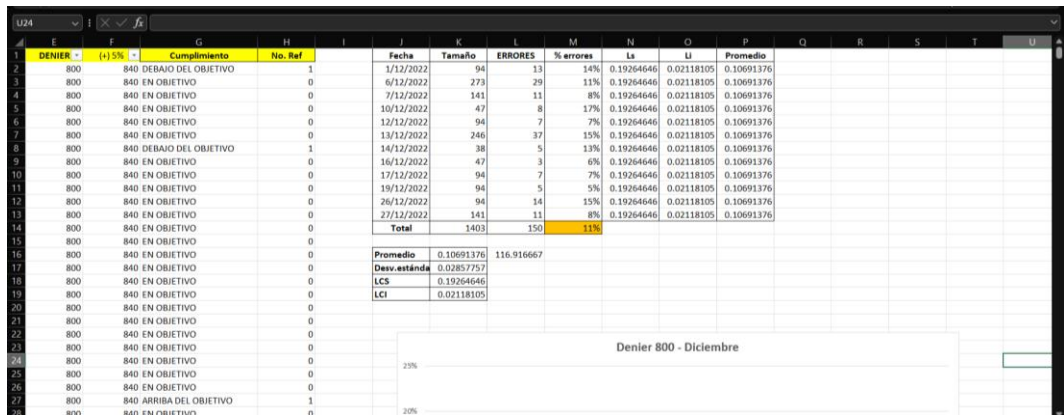 U24 fx
E F G H I J K L M N O P Q R S T U
1 DENIER (+) 5% Cumplimiento No. Ref Fecha Tamaño ERRORES % errores Ls Li Promedio
2 800 840 DEBAJO DEL OBJETIVO 1 1/12/2022 94 13 14% 0.19264646 0.02118105 0.10691376
3 800 840 EN OBJETIVO 0 6/12/2022 273 29 11% 0.19264646 0.02118105 0.10691376
4 800 840 EN OBJETIVO 0 7/12/2022 141 11 8% 0.19264646 0.02118105 0.10691376
5 800 840 EN OBJETIVO 0 10/12/2022 47 8 17% 0.19264646 0.02118105 0.10691376
6 800 840 EN OBJETIVO 0 12/12/2022 94 7 7% 0.19264646 0.02118105 0.10691376
7 800 840 EN OBJETIVO 0 13/12/2022 246 37 15% 0.19264646 0.02118105 0.10691376
8 800 840 DEBAJO DEL OBJETIVO 1 14/12/2022 38 5 13% 0.19264646 0.02118105 0.10691376
9 800 840 EN OBJETIVO 0 16/12/2022 47 3 6% 0.19264646 0.02118105 0.10691376
10 800 840 EN OBJETIVO 0 17/12/2022 94 7 7% 0.19264646 0.02118105 0.10691376
11 800 840 EN OBJETIVO 0 19/12/2022 94 5 5% 0.19264646 0.02118105 0.10691376
12 800 840 EN OBJETIVO 0 26/12/2022 94 14 15% 0.19264646 0.02118105 0.10691376
13 800 840 EN OBJETIVO 0 27/12/2022 141 11 8% 0.19264646 0.02118105 0.10691376
14 800 840 EN OBJETIVO 0 Total 1403 150 11%
15 800 840 EN OBJETIVO 0
16 800 840 EN OBJETIVO 0 Promedio 0.10691376 116.916667
17 800 840 EN OBJETIVO 0 Desv.estánda 0.02857757
18 800 840 EN OBJETIVO 0 LCS 0.19264646
19 800 840 EN OBJETIVO 0 LCI 0.02118105
20 800 840 EN OBJETIVO 0
21 800 840 EN OBJETIVO 0
22 800 840 EN OBJETIVO 0
23 800 840 EN OBJETIVO 0 Denier 800 - Diciembre
24 800 840 EN OBJETIVO 0
25 800 840 EN OBJETIVO 0 25%
26 800 840 EN OBJETIVO 0
27 800 840 ARRIBA DEL OBJETIVO 1
28 800 840 EN OBJETIVO 0 20%